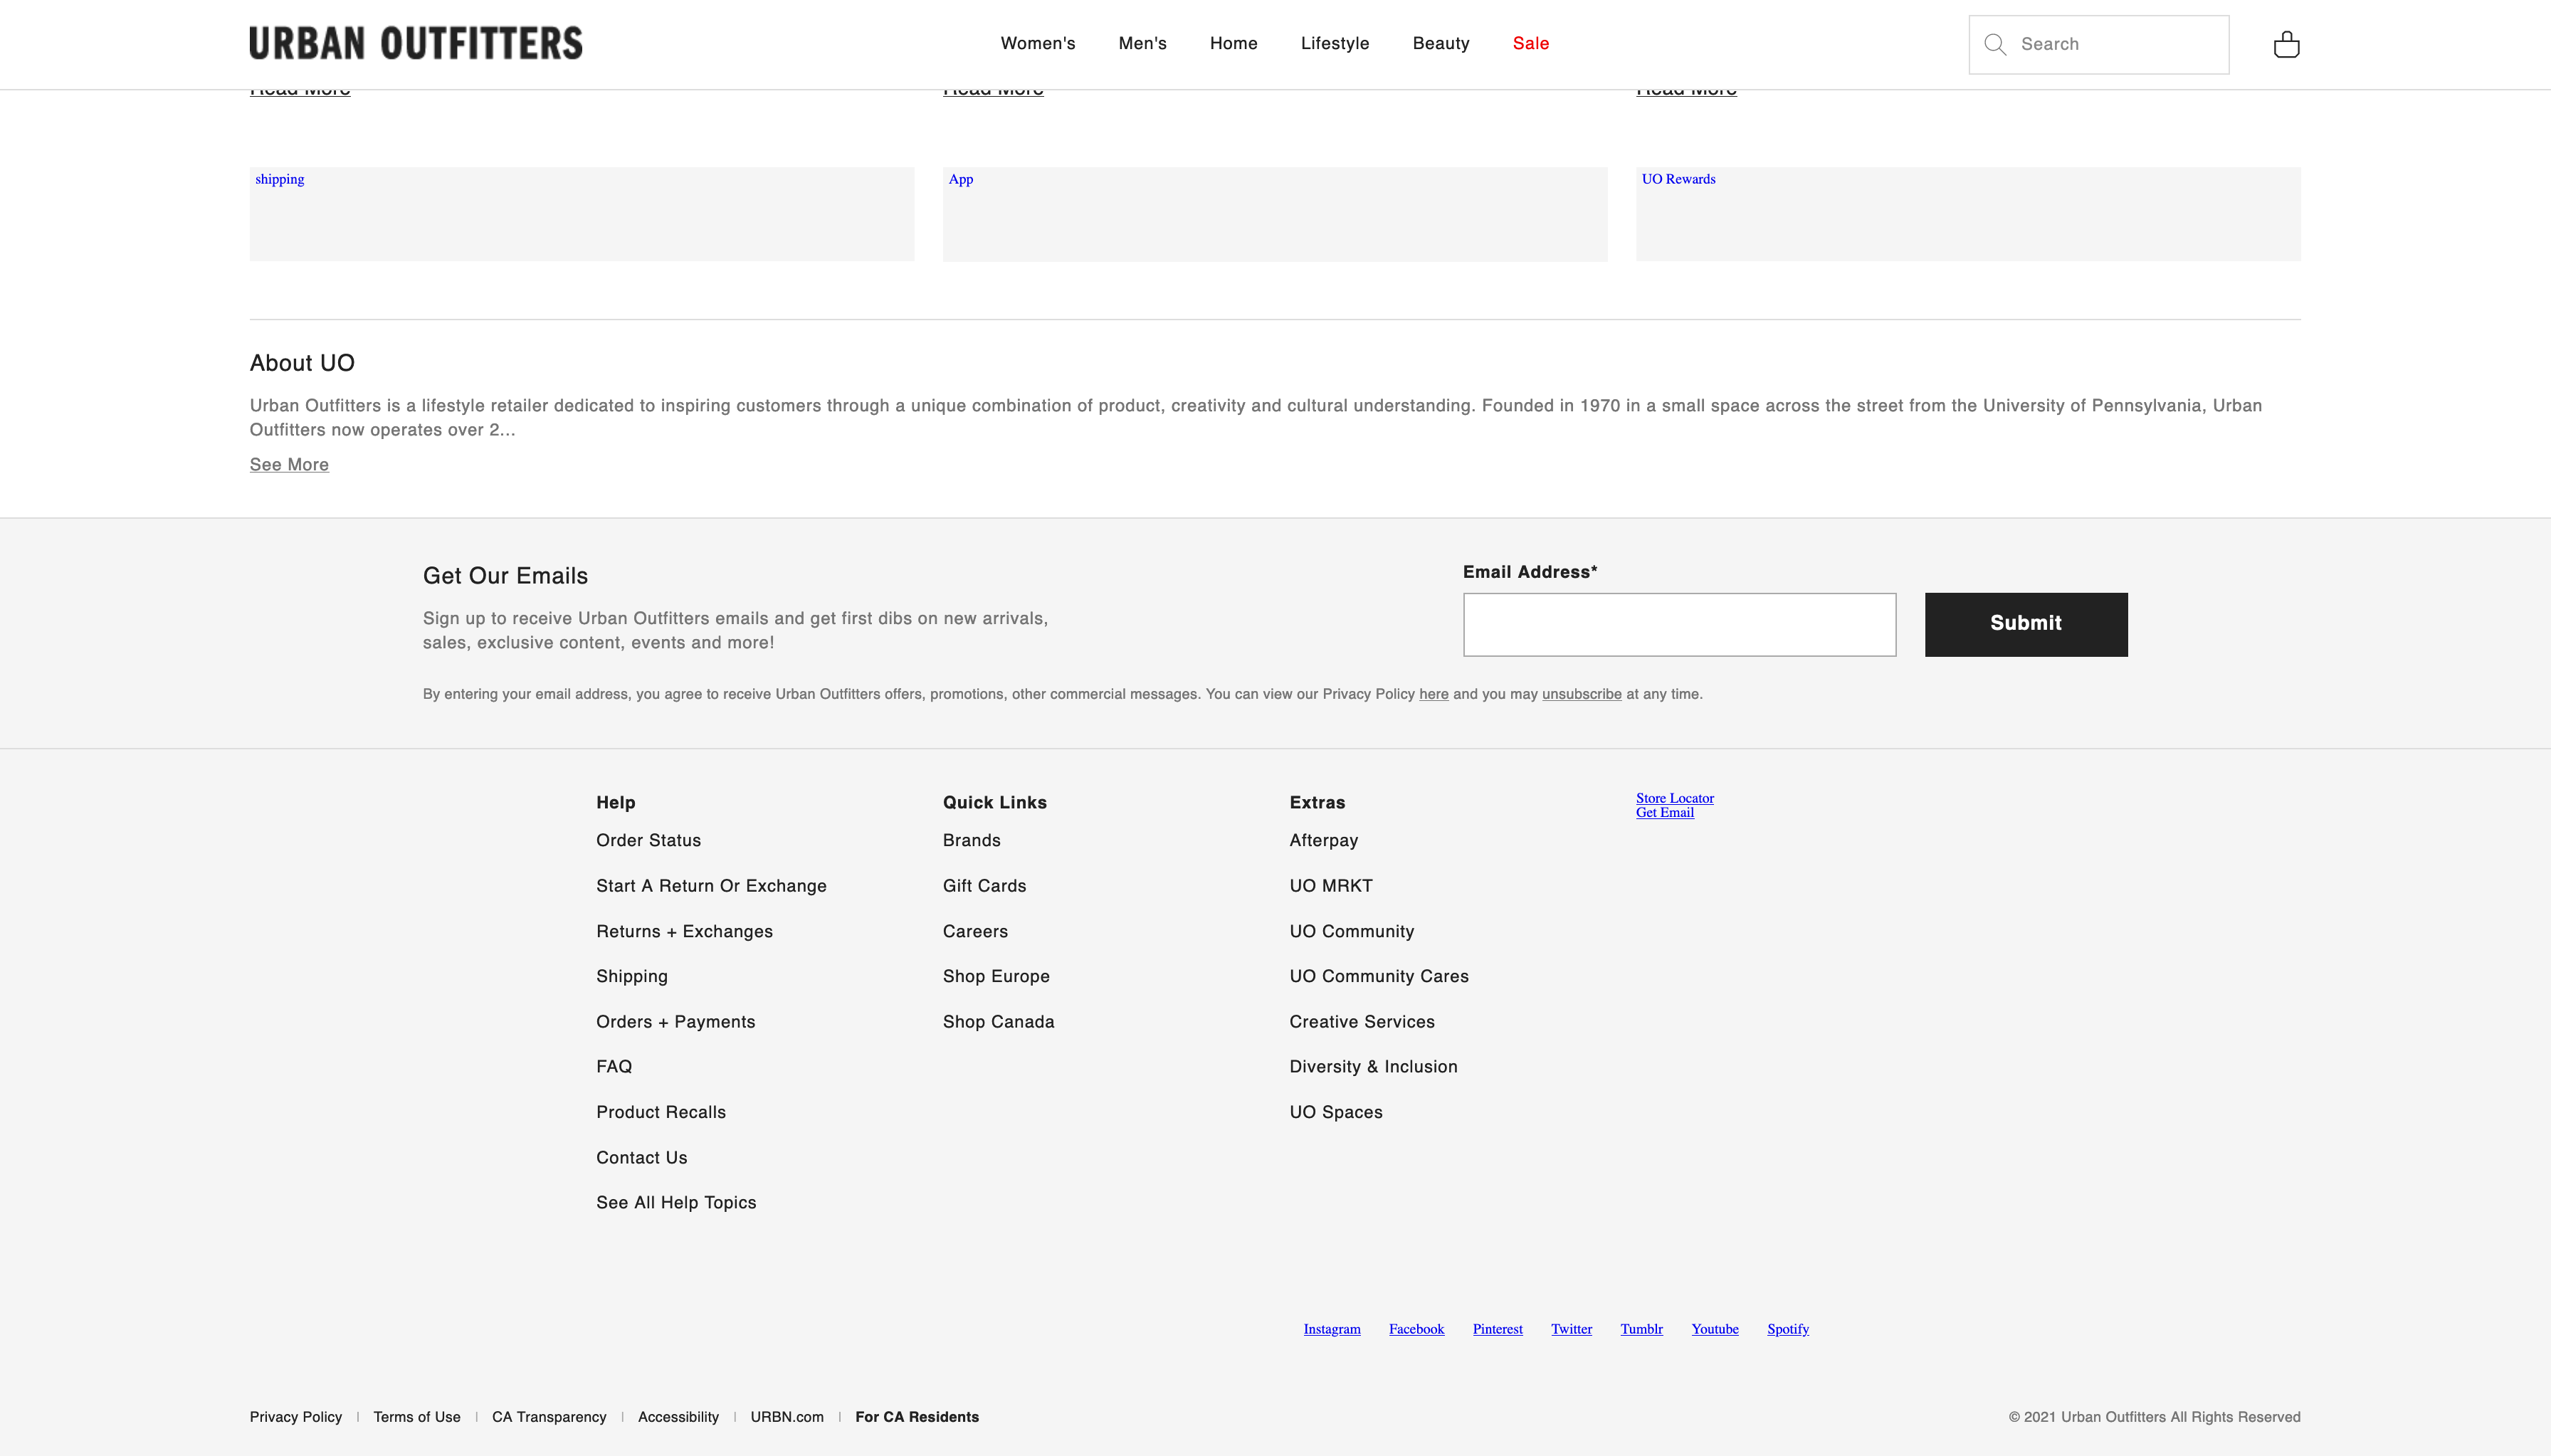 URBAN OUTFITTERS
Women's Men's Home Lifestyle Beauty Sale
Search
Read More Read More Read More
shipping App UO Rewards
About UO
Urban Outfitters is a lifestyle retailer dedicated to inspiring customers through a unique combination of product, creativity and cultural understanding. Founded in 1970 in a small space across the street from the University of Pennsylvania, Urban
Outfitters now operates over 2...
See More
Get Our Emails
Sign up to receive Urban Outfitters emails and get first dibs on new arrivals,
sales, exclusive content, events and more!
Email Address*
Submit
By entering your email address, you agree to receive Urban Outfitters offers, promotions, other commercial messages. You can view our Privacy Policy here and you may unsubscribe at any time.
Help
Order Status
Start A Return Or Exchange
Returns + Exchanges
Shipping
Orders + Payments
FAQ
Product Recalls
Contact Us
See All Help Topics
Quick Links
Brands
Gift Cards
Careers
Shop Europe
Shop Canada
Extras
Afterpay
UO MRKT
UO Community
UO Community Cares
Creative Services
Diversity & Inclusion
UO Spaces
Store Locator
Get Email
Instagram Facebook Pinterest Twitter Tumblr Youtube Spotify
Privacy Policy | Terms of Use | CA Transparency | Accessibility | URBN.com | For CA Residents
© 2021 Urban Outfitters All Rights Reserved